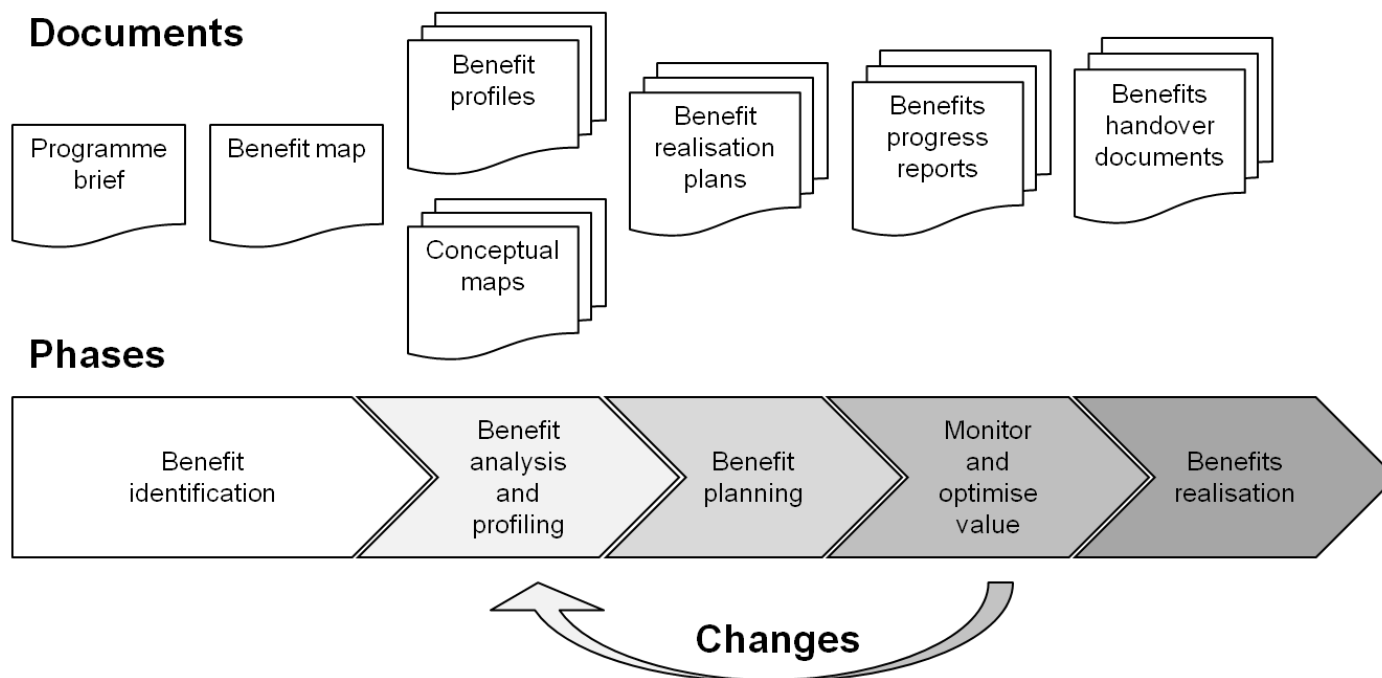 Documents
Programme
brief
Benefit map
Benefit
profiles
Conceptual
maps
Benefit
realisation
plans
Benefits
progress
reports
Benefits
handover
documents
Phases
Benefit
identification
Benefit
analysis
and
profiling
Benefit
planning
Monitor
and
optimise
value
Benefits
realisation
Changes